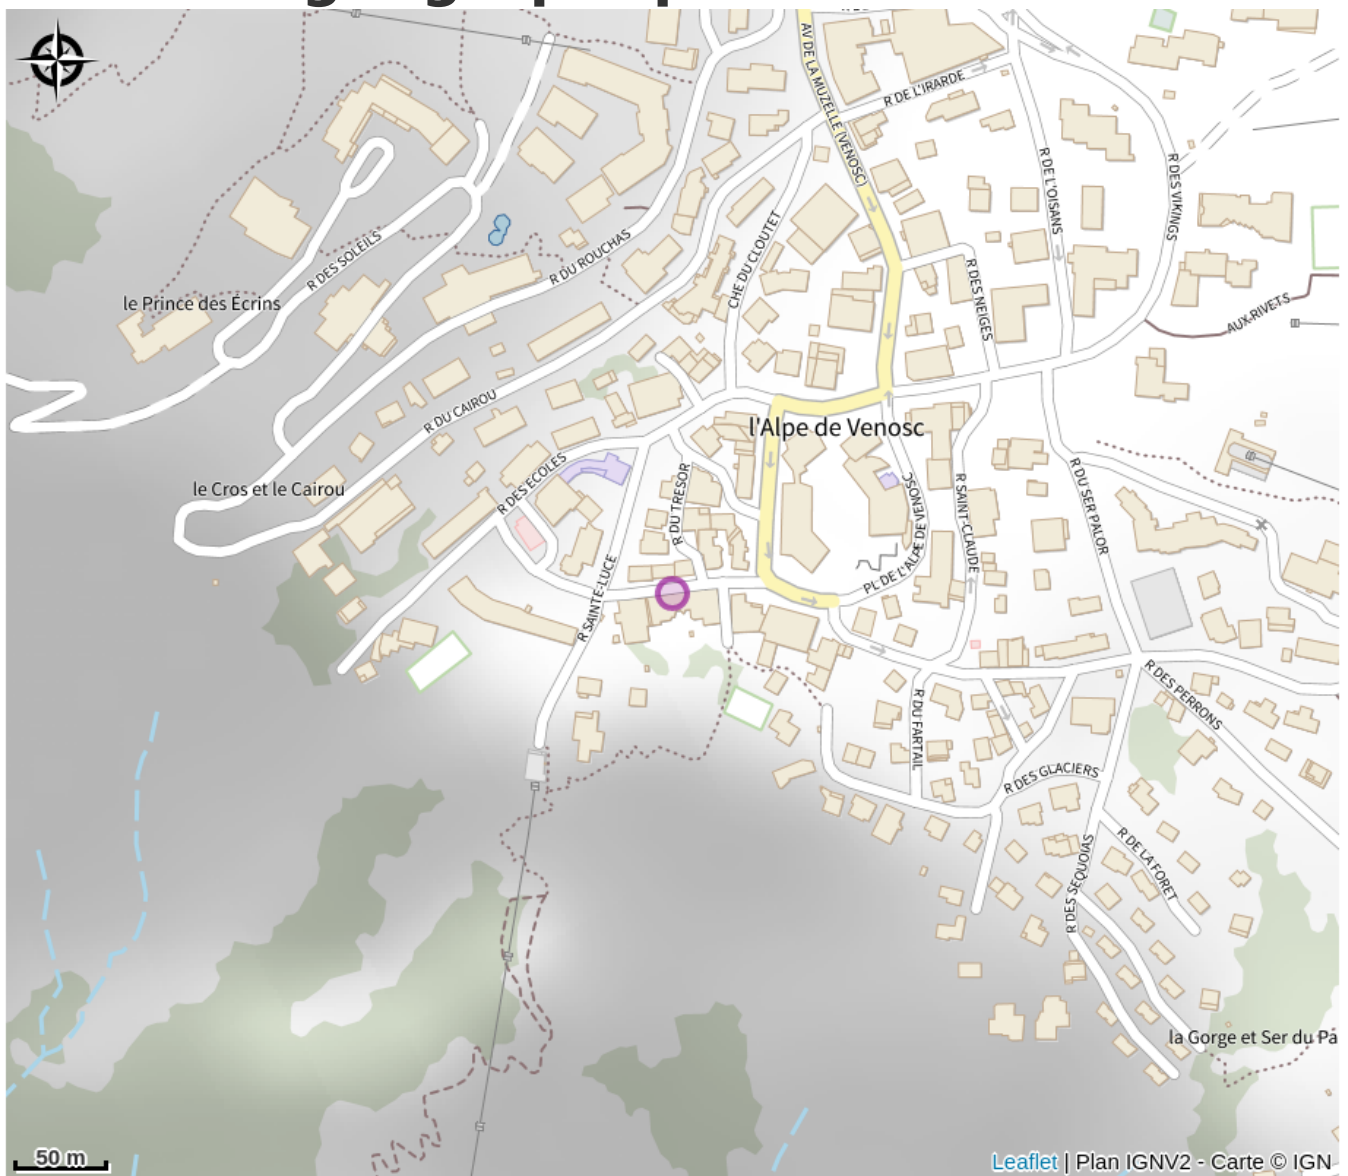 AV DE LA MUZELLE (VENOSC)
R DE L'IRARDE
R DE L'OISANS
R DES VIKINGS
CHE DU CLOUTET
R DU ROUCHAS
R DES SOLEILS
le Prince des Écrins
R DES NEIGES
AUX-RIVETS
R DU CAIROU
l'Alpe de Venosc
R DES ECOLES
le Cros et le Cairou
R DU TRESOR
PL DE L'ALPE DE VENOSC
R SAINT-CLAUDE
R DU SER PALOR
R SAINTE-LUCE
R DES PERRONS
R DU FARTAIL
R DES GLACIERS
R DE LA FORET
R DES SEQUOIAS
la Gorge et Ser du Pa
50 m
Leaflet | Plan IGNV2 - Carte © IGN